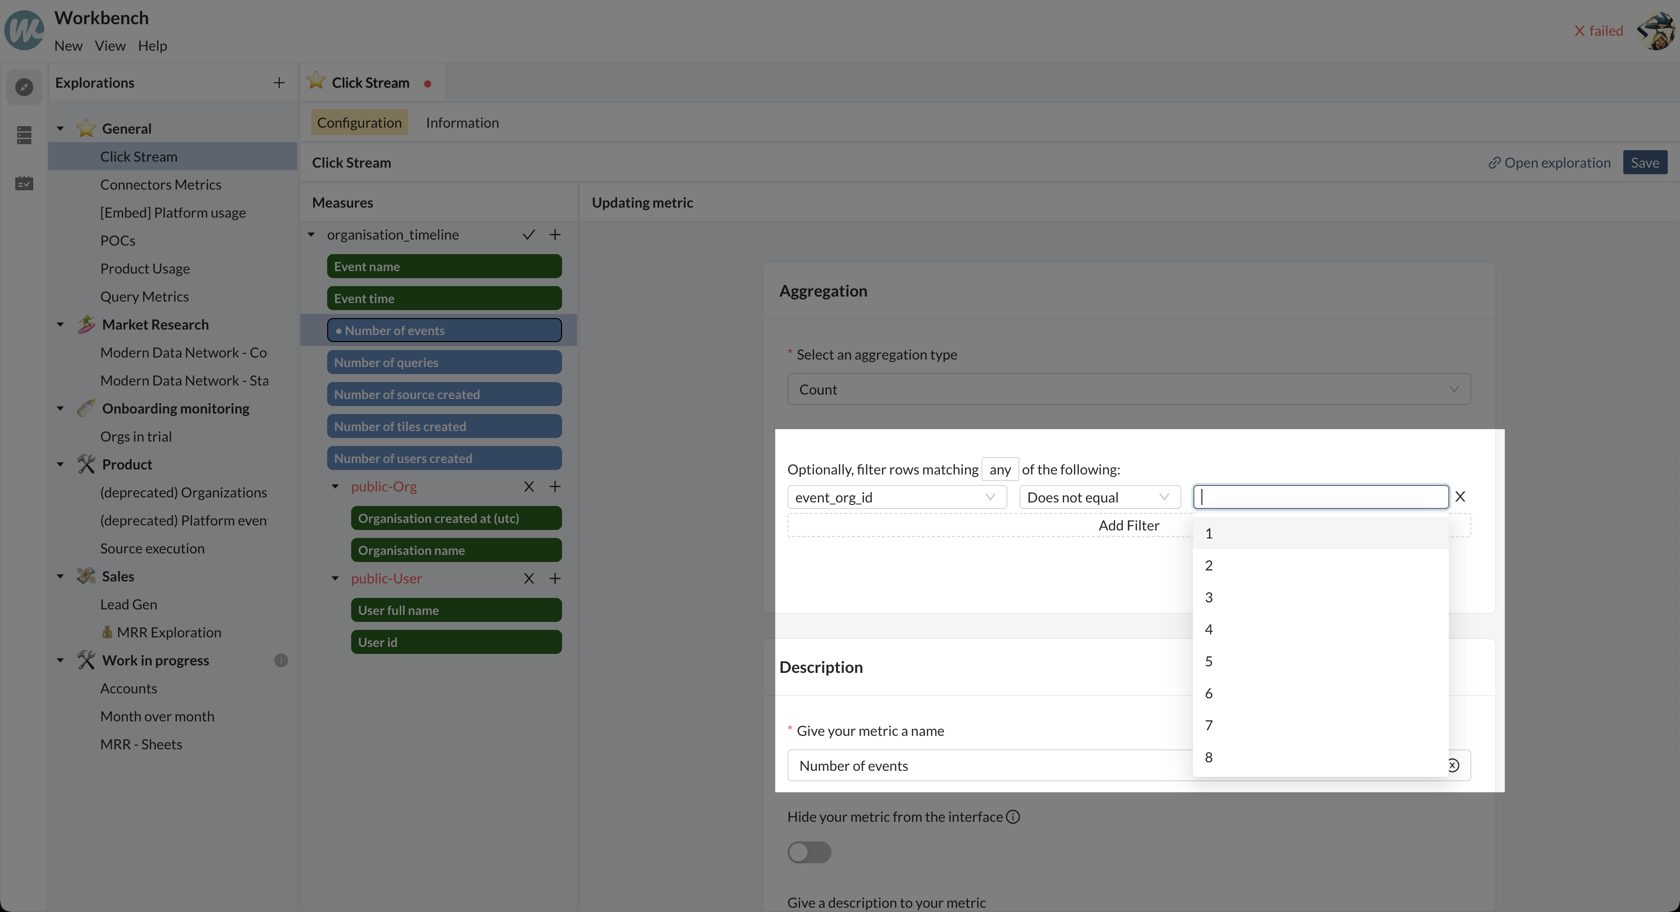 Workbench
New View Help
failed
Explorations
Click Stream
Configuration Information
General
Click Stream
Connectors Metrics
[Embed] Platform usage
POCs
Product Usage
Query Metrics
Market Research
Modern Data Network - Co
Modern Data Network - Sta
Onboarding monitoring
Orgs in trial
Product
(deprecated) Organizations
(deprecated) Platform even
Source execution
Sales
Lead Gen
MRR Exploration
Work in progress
Accounts
Month over month
MRR - Sheets
Click Stream
Open exploration
Save
Measures
organisation_timeline
Event name
Event time
• Number of events
Number of queries
Number of source created
Number of tiles created
Number of users created
public-Org
Organisation created at (utc)
Organisation name
public-User
User full name
User id
Updating metric
Aggregation
* Select an aggregation type
Count
Optionally, filter rows matching any of the following:
event_org_id Does not equal
Add Filter
1
2
3
4
5
6
7
8
Description
* Give your metric a name
Number of events
Hide your metric from the interface
Give a description to your metric